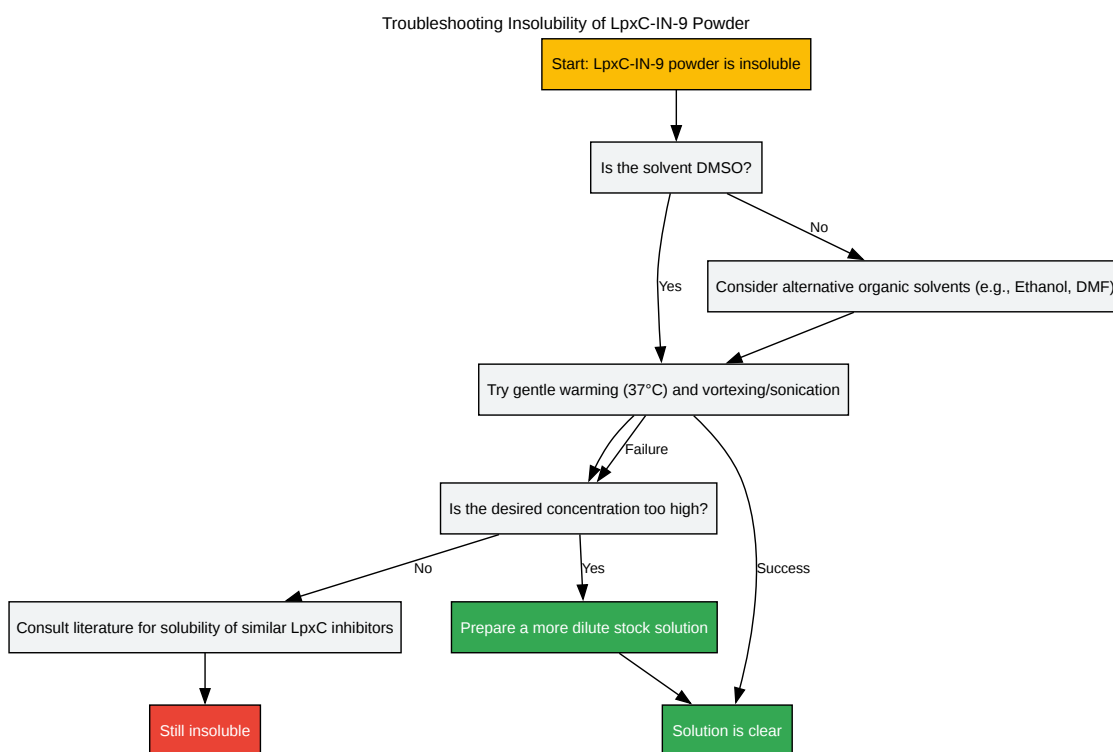 Troubleshooting Insolubility of LpxC-IN-9 Powder
Start: LpxC-IN-9 powder is insoluble
Is the solvent DMSO?
No
Yes
Consider alternative organic solvents (e.g., Ethanol, DMF)
Try gentle warming (37°C) and vortexing/sonication
Failure
Is the desired concentration too high?
No
Yes
Success
Consult literature for solubility of similar LpxC inhibitors
Prepare a more dilute stock solution
Still insoluble
Solution is clear